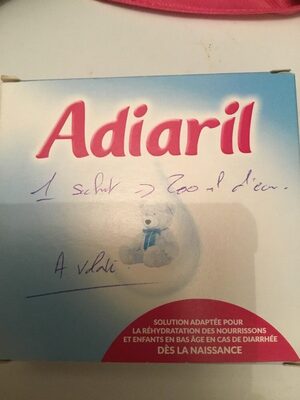 Adiaril
1 sachet => 200 ml d'eau.
A volonté.
SOLUTION ADAPTÉE POUR
LA RÉHYDRATATION DES NOURRISSONS
ET ENFANTS EN BAS ÂGE EN CAS DE DIARRHÉE
DÈS LA NAISSANCE